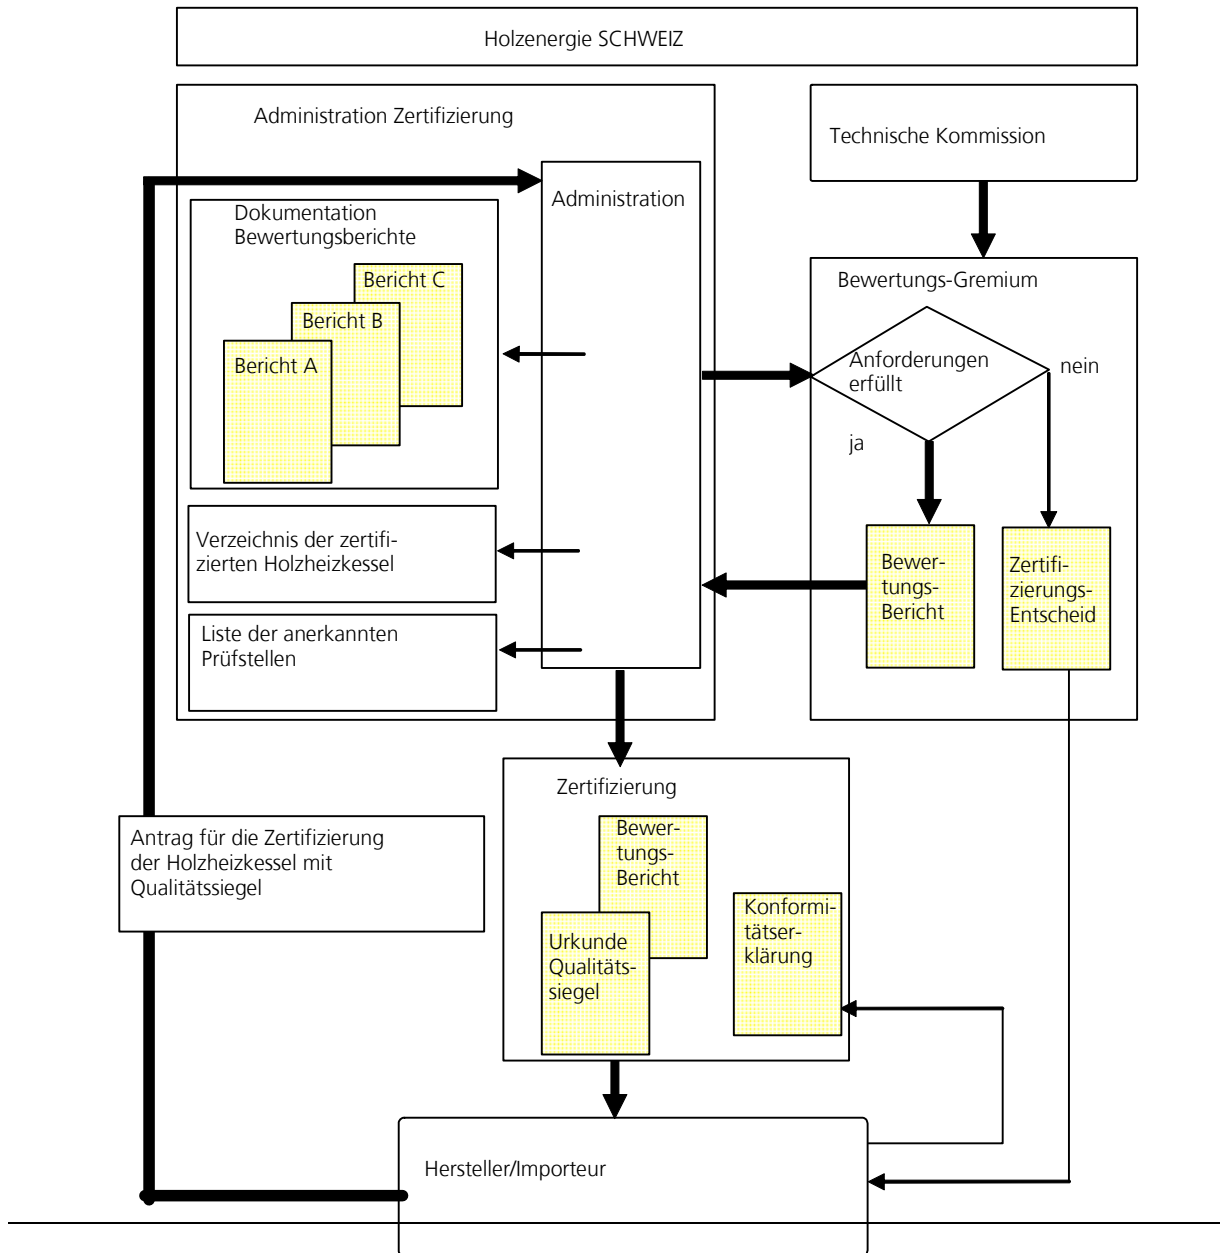 Holzenergie SCHWEIZ
Administration Zertifizierung
Technische Kommission
Administration
Dokumentation
Bewertungsberichte
Bericht C
Bericht B
Bericht A
Bewertungs-Gremium
Anforderungen
erfüllt
nein
ja
Verzeichnis der zertifi-
zierten Holzheizkessel
Bewer-
tungs-
Bericht
Zertifi-
zierungs-
Entscheid
Liste der anerkannten
Prüfstellen
Zertifizierung
Bewer-
tungs-
Bericht
Antrag für die Zertifizierung
der Holzheizkessel mit
Qualitätssiegel
Konformi-
tätser-
klärung
Urkunde
Qualitäts-
siegel
Hersteller/Importeur